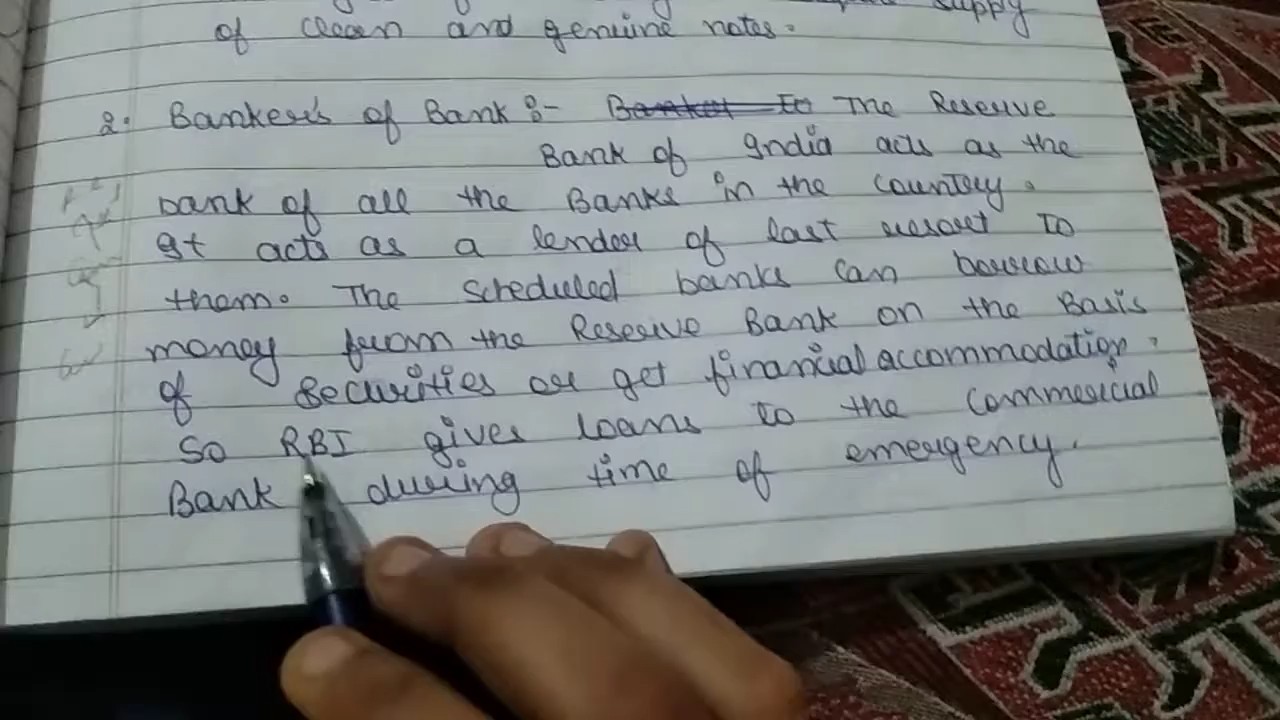 supply
of clean and genuine notes.
2. Banker's of Bank :- The Reserve
Bank of India acts as the
bank of all the Banks in the country.
It acts as a lender of last resort to
them. The scheduled banks can borrow
money from the Reserve Bank on the Basis
of securities or get financial accommodation.
So RBI gives loans to the commercial
Bank during time of emergency.